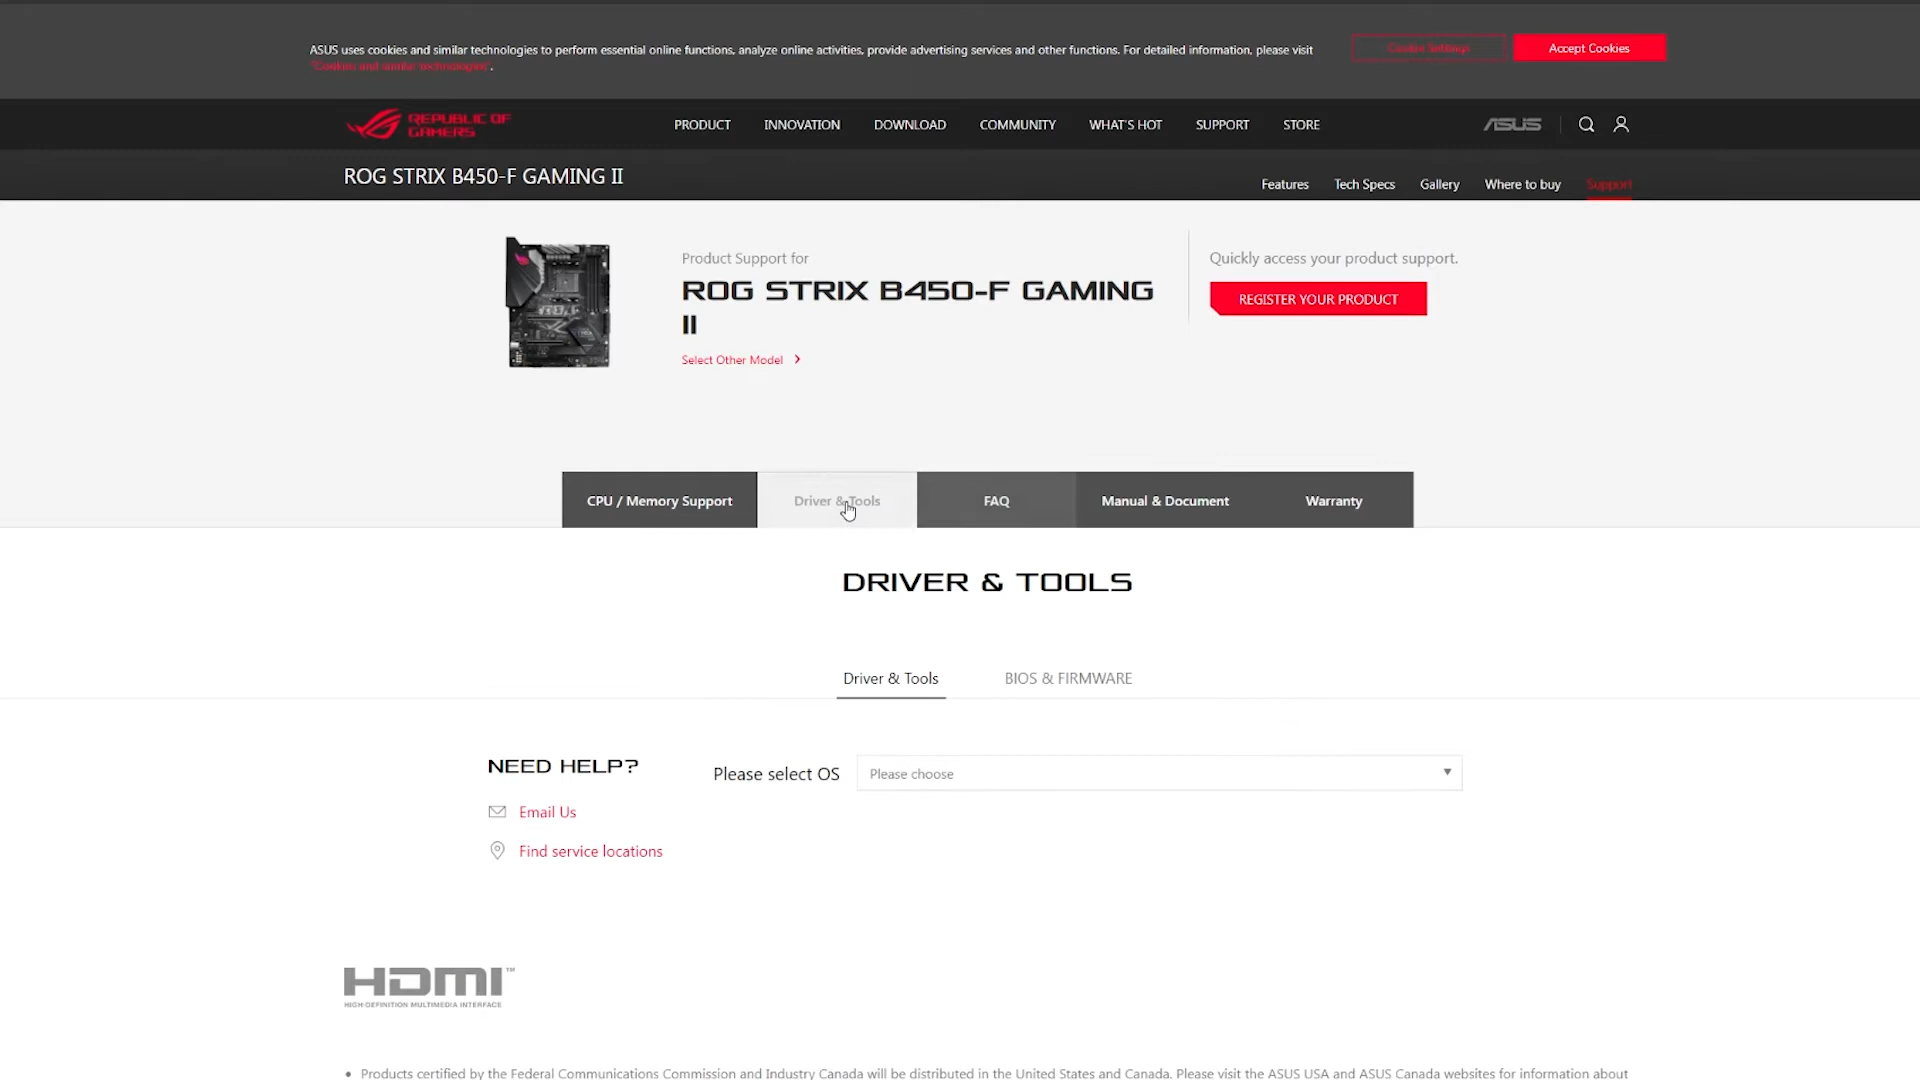 ASUS uses cookies and similar technologies to perform essential online functions, analyze online activities, provide advertising services and other functions. For detailed information, please visit
"Cookies and similar technologies".
Cookie Settings
Accept Cookies
REPUBLIC OF
GAMERS
PRODUCT
INNOVATION
DOWNLOAD
COMMUNITY
WHAT'S HOT
SUPPORT
STORE
ASUS
ROG STRIX B450-F GAMING II
Features
Tech Specs
Gallery
Where to buy
Support
Product Support for
ROG STRIX B450-F GAMING
II
Select Other Model
Quickly access your product support.
REGISTER YOUR PRODUCT
CPU / Memory Support
Driver & Tools
FAQ
Manual & Document
Warranty
DRIVER & TOOLS
Driver & Tools
BIOS & FIRMWARE
NEED HELP?
Please select OS
Please choose
Email Us
Find service locations
HDMI™
HIGH-DEFINITION MULTIMEDIA INTERFACE
• Products certified by the Federal Communications Commission and Industry Canada will be distributed in the United States and Canada. Please visit the ASUS USA and ASUS Canada websites for information about